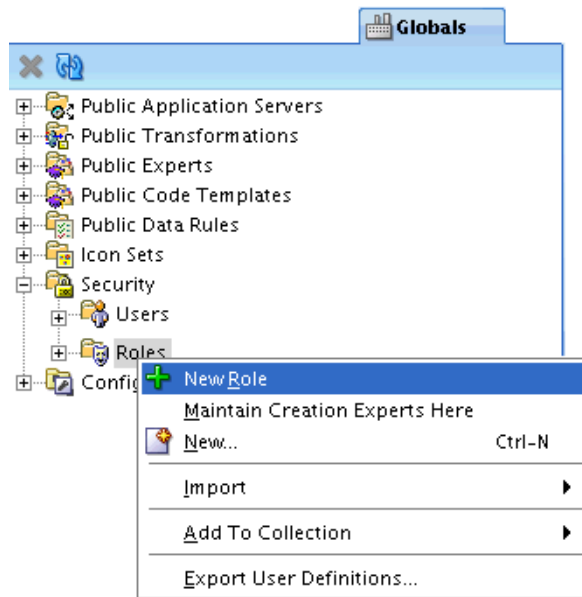 Globals
Public Application Servers
Public Transformations
Public Experts
Public Code Templates
Public Data Rules
Icon Sets
Security
Users
Roles
Config
New Role
Maintain Creation Experts Here
New... Ctrl-N
Import
Add To Collection
Export User Definitions...